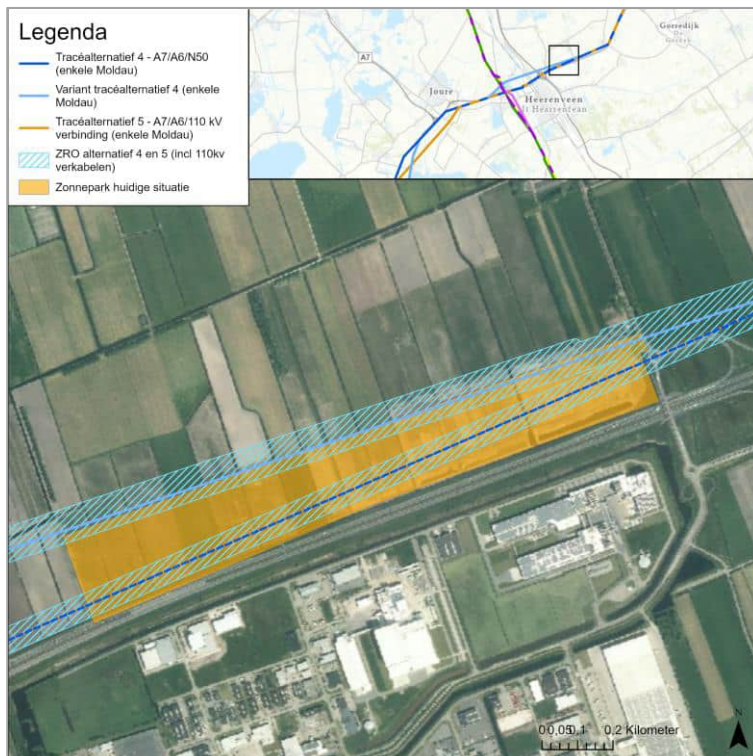 Legenda
Tracéalternatief 4 - A7/A6/N50
(enkele Moldau)
Variant tracéalternatief 4 (enkele
Moldau)
Tracéalternatief 5 - A7/A6/110 kV
verbinding (enkele Moldau)
ZRO alternatief 4 en 5 (incl 110kv
verkabelen)
Zonnepark huidige situatie
A7
Joure
Heerenveen
Gorredijk
De
N
0 0,05 0,1 0,2 Kilometer